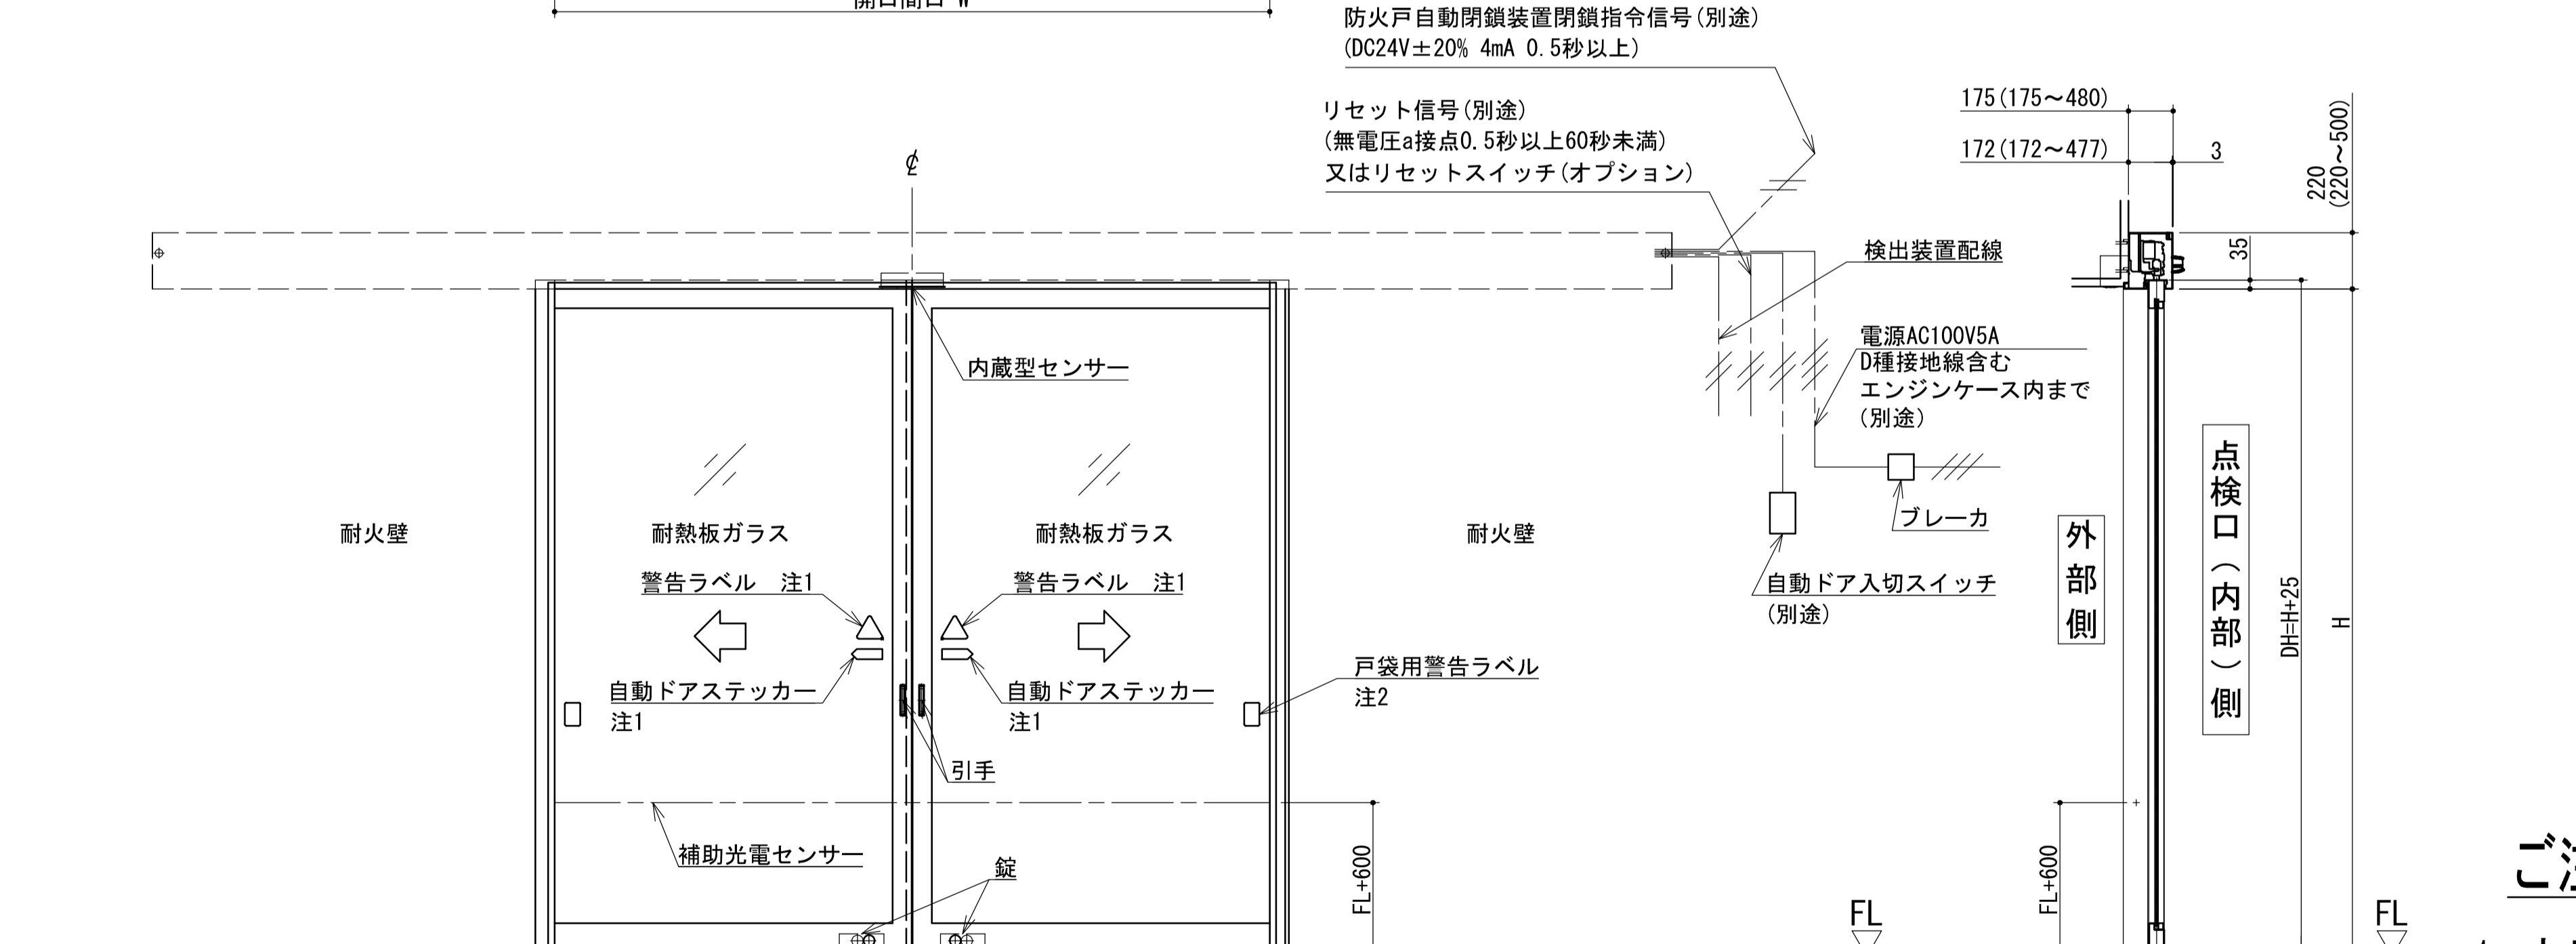 開口間口 W
防火戸自動閉鎖装置閉鎖指令信号(別途)
(DC24V±20% 4mA 0.5秒以上)
リセット信号(別途)
(無電圧a接点0.5秒以上60秒未満)
又はリセットスイッチ(オプション)
175(175～480)
172(172～477)
3
220
(220～500)
35
検出装置配線
内蔵型センサー
電源AC100V5A
D種接地線含む
エンジンケース内まで
(別途)
ブレーカ
自動ドア入切スイッチ
(別途)
耐火壁
耐熱板ガラス
耐熱板ガラス
耐火壁
警告ラベル 注1
警告ラベル 注1
自動ドアステッカー
注1
自動ドアステッカー
注1
戸袋用警告ラベル
注2
引手
補助光電センサー
錠
FL+600
外部側
点検口(内部)側
DH=H+25
H
FL+600
FL
FL